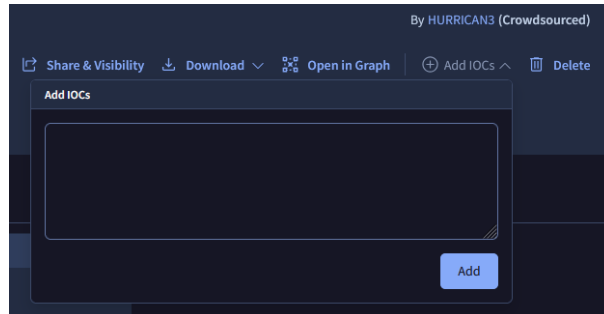 By HURRICAN3 (Crowdsourced)
Share & Visibility Download Open in Graph Add IOCs Delete
Add IOCs
Add